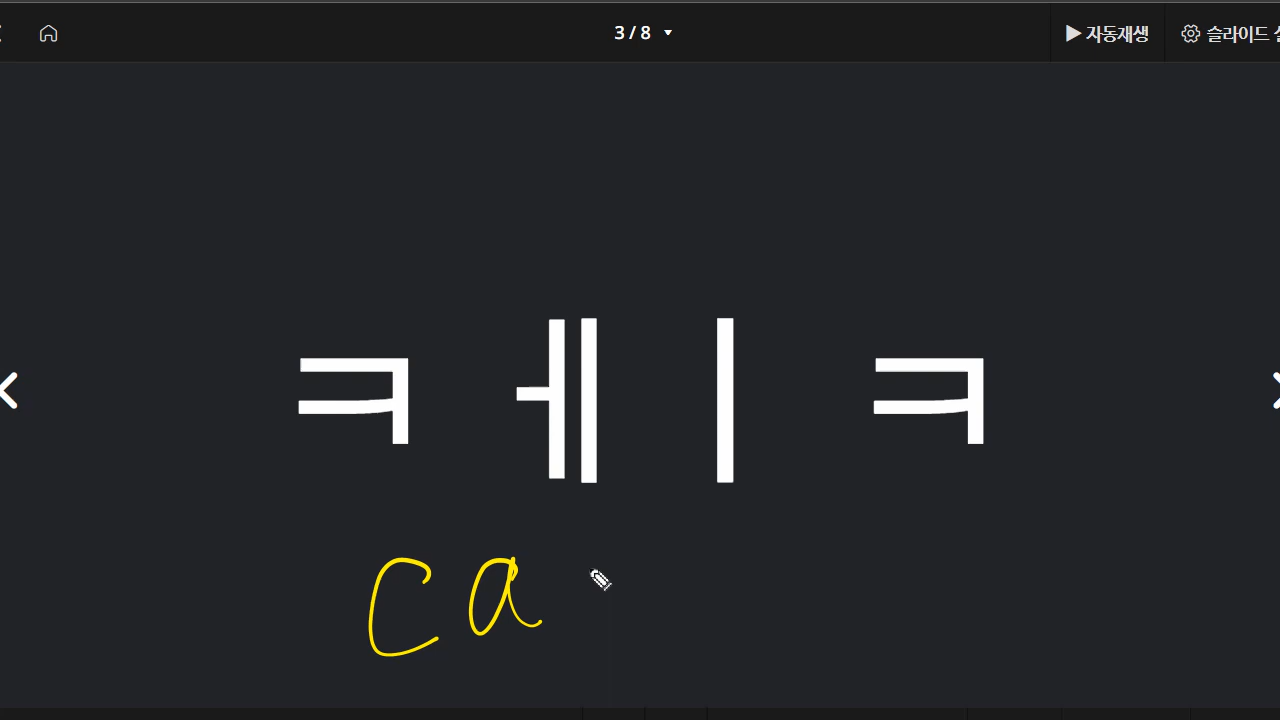 3 / 8
자동재생
슬라이드
ㅋ ㅔ ㅣ ㅋ
ca